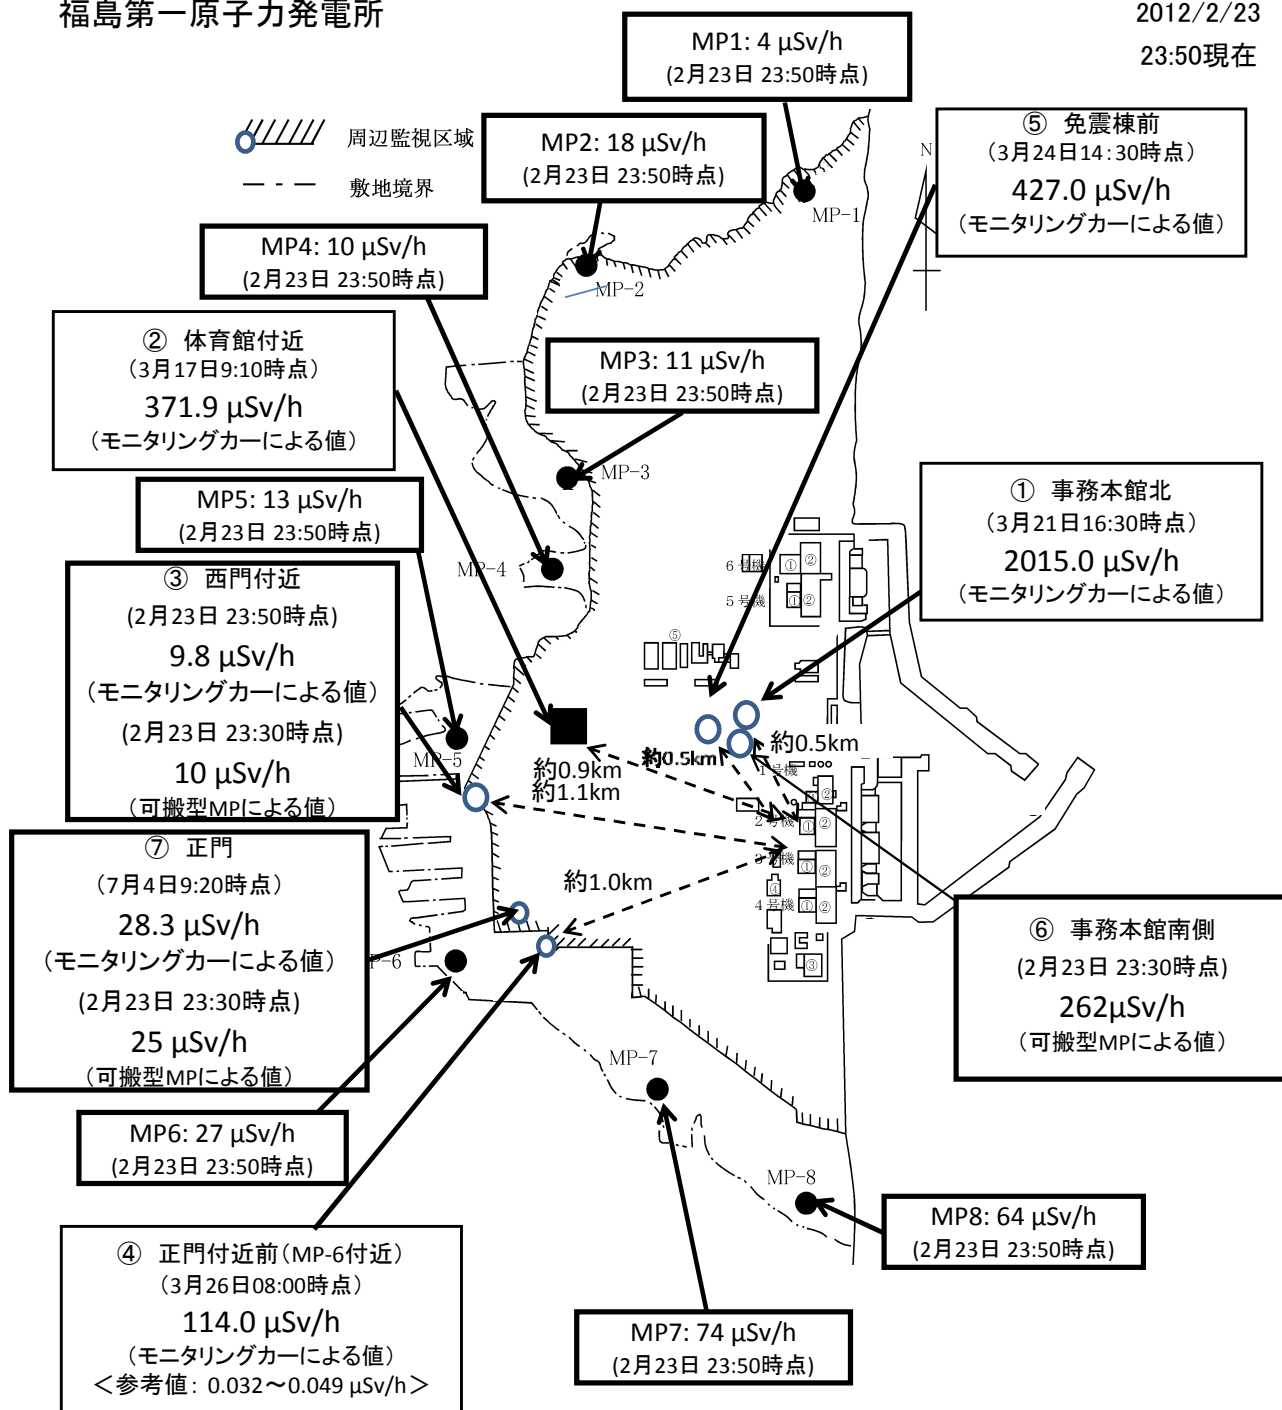 福島第一原子力発電所
2012/2/23
23:50現在
MP1: 4 μSv/h
(2月23日 23:50時点)
周辺監視区域
敷地境界
MP2: 18 μSv/h
(2月23日 23:50時点)
⑤ 免震棟前
(3月24日14:30時点)
427.0 μSv/h
(モニタリングカーによる値)
N
MP-1
MP4: 10 μSv/h
(2月23日 23:50時点)
MP-2
② 体育館付近
(3月17日9:10時点)
371.9 μSv/h
(モニタリングカーによる値)
MP3: 11 μSv/h
(2月23日 23:50時点)
MP-3
MP5: 13 μSv/h
(2月23日 23:50時点)
① 事務本館北
(3月21日16:30時点)
2015.0 μSv/h
(モニタリングカーによる値)
MP-4
6号機
① ②
5号機
① ②
③ 西門付近
(2月23日 23:50時点)
9.8 μSv/h
(モニタリングカーによる値)
(2月23日 23:30時点)
10 μSv/h
(可搬型MPによる値)
⑤
MP-5
約0.9km
約1.1km
約0.5km
約0.5km
1号機
②
2号機
① ②
3号機
① ②
④
4号機
① ②
③
約1.0km
⑦ 正門
(7月4日9:20時点)
28.3 μSv/h
(モニタリングカーによる値)
(2月23日 23:30時点)
25 μSv/h
(可搬型MPによる値)
P-6
⑥ 事務本館南側
(2月23日 23:30時点)
262μSv/h
(可搬型MPによる値)
MP-7
MP6: 27 μSv/h
(2月23日 23:50時点)
MP-8
MP8: 64 μSv/h
(2月23日 23:50時点)
④ 正門付近前(MP-6付近)
(3月26日08:00時点)
114.0 μSv/h
(モニタリングカーによる値)
<参考値: 0.032～0.049 μSv/h>
MP7: 74 μSv/h
(2月23日 23:50時点)